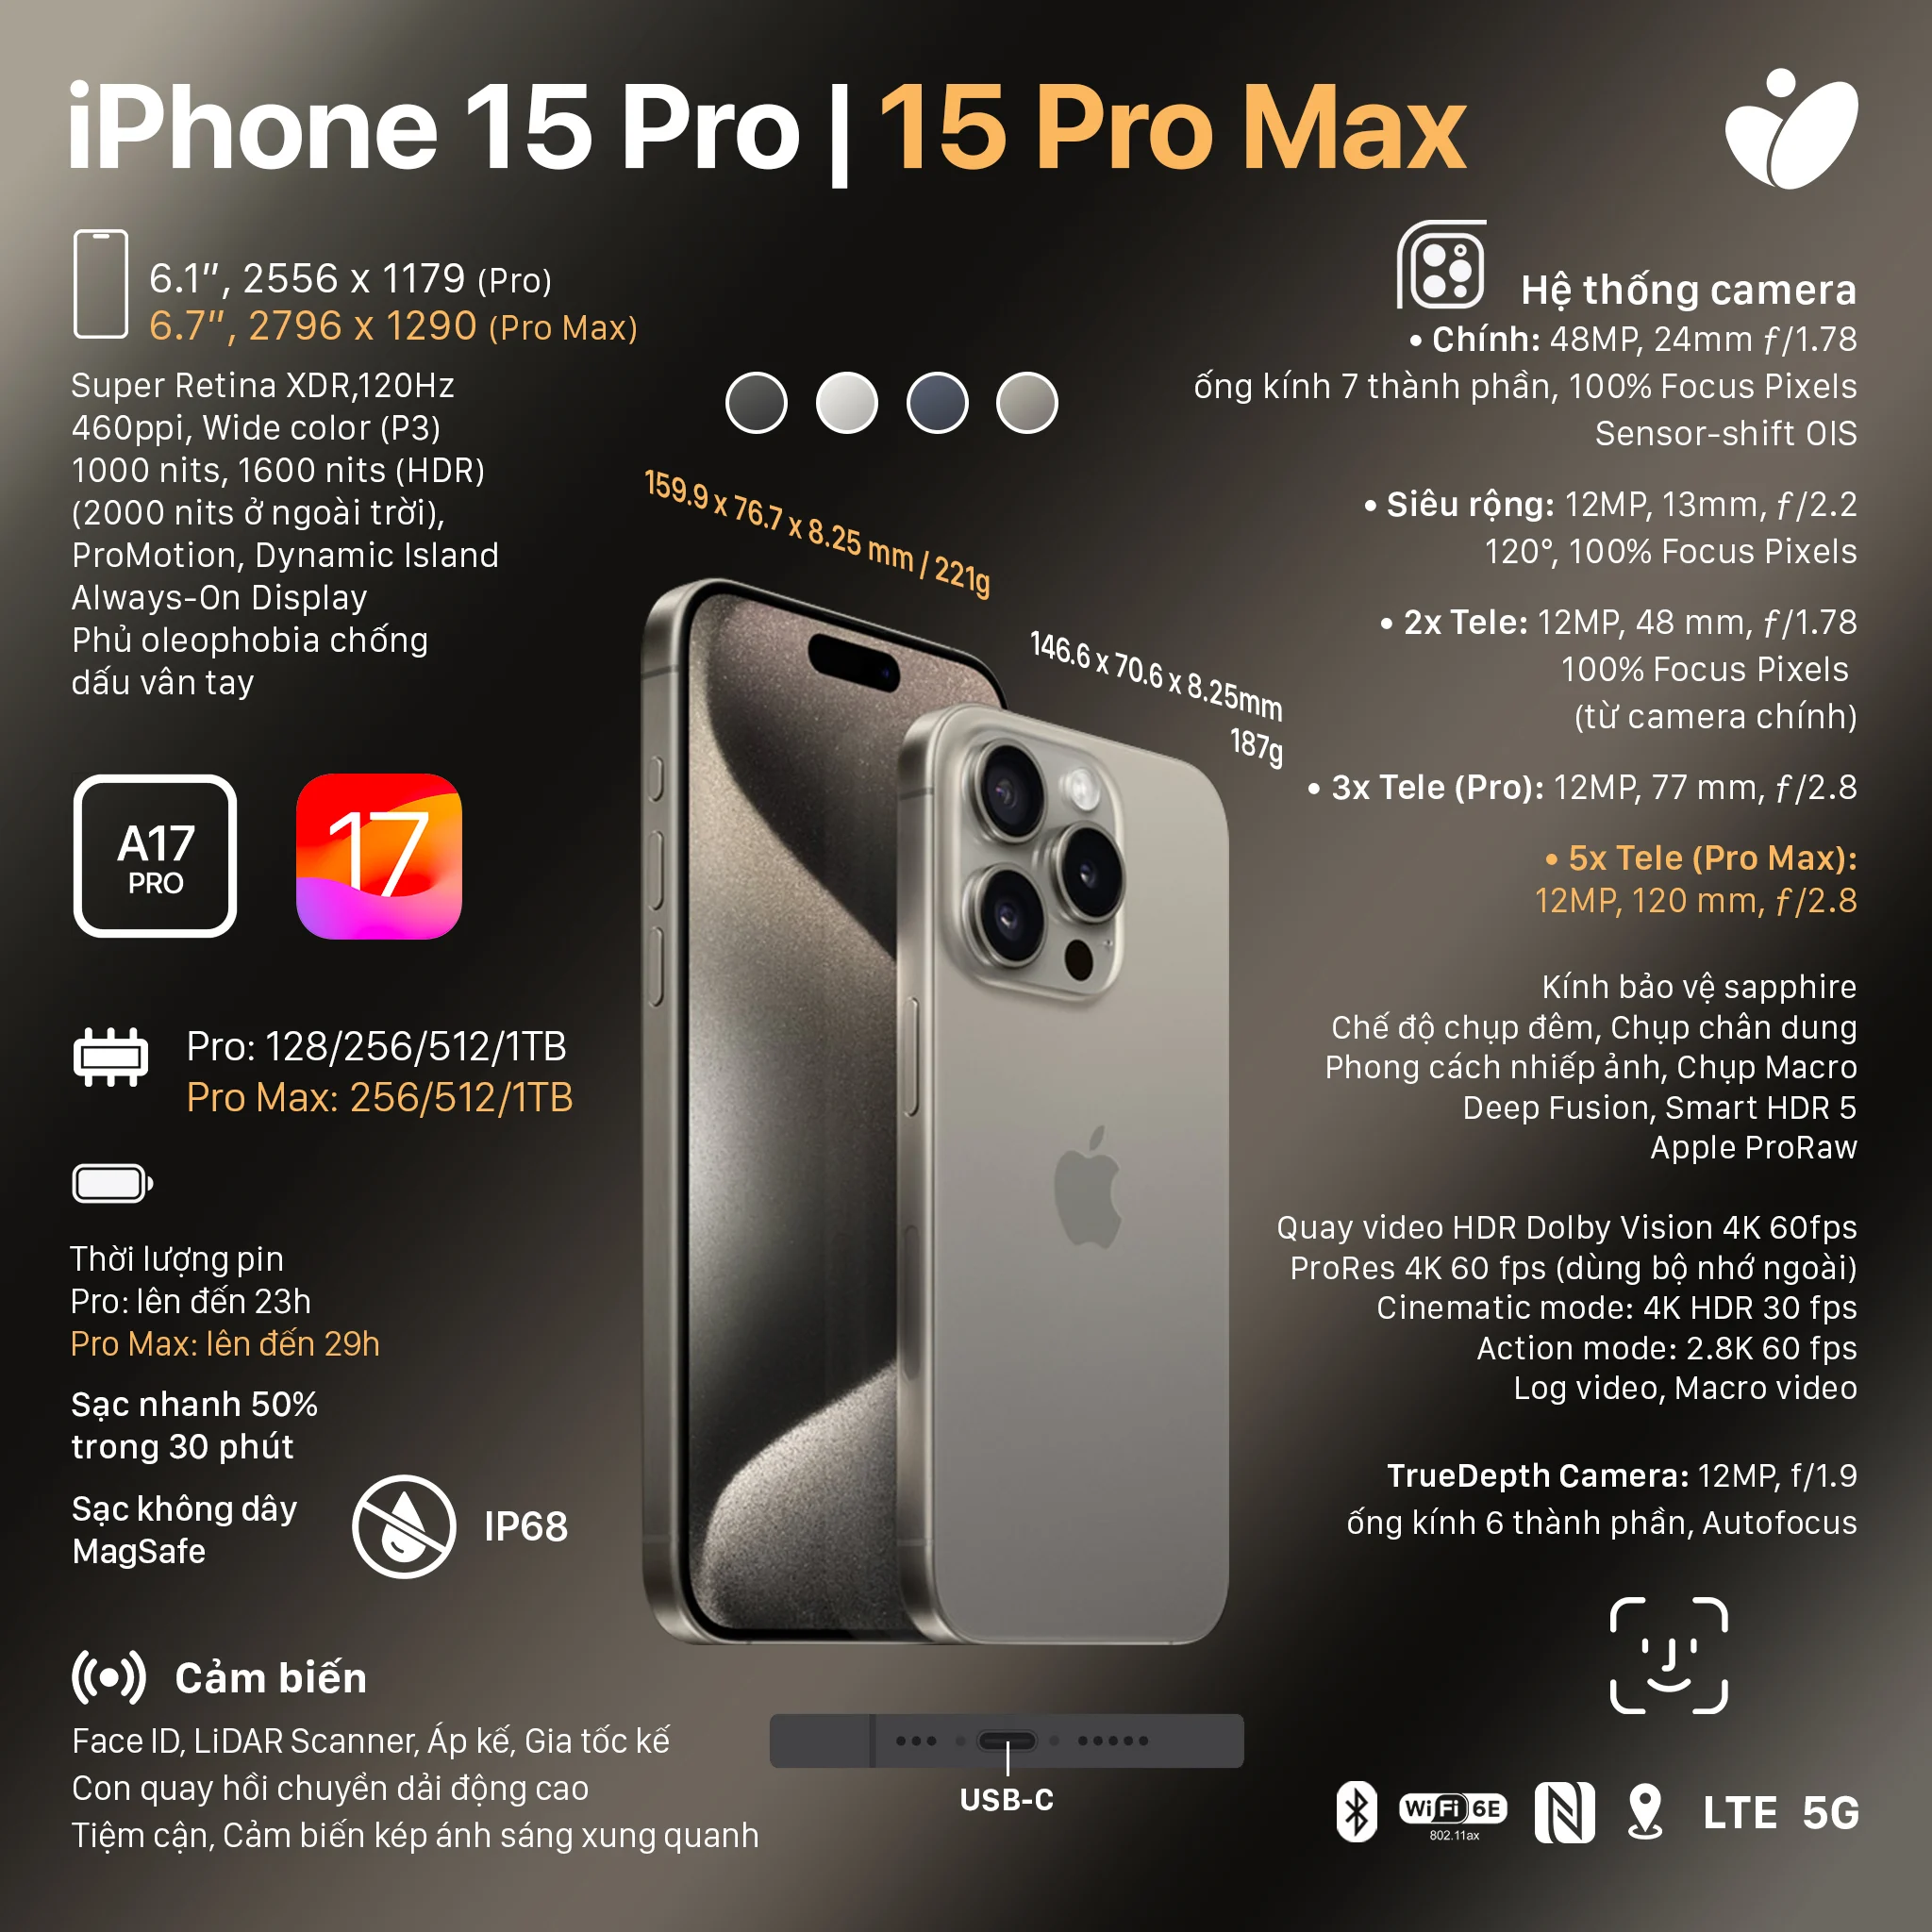 iPhone 15 Pro | 15 Pro Max
6.1”, 2556 x 1179 (Pro)
6.7”, 2796 x 1290 (Pro Max)
Super Retina XDR,120Hz
460ppi, Wide color (P3)
1000 nits, 1600 nits (HDR)
(2000 nits ở ngoài trời),
ProMotion, Dynamic Island
Always-On Display
Phủ oleophobia chống
dấu vân tay
A17
PRO
17
Pro: 128/256/512/1TB
Pro Max: 256/512/1TB
Thời lượng pin
Pro: lên đến 23h
Pro Max: lên đến 29h
Sạc nhanh 50%
trong 30 phút
Sạc không dây
MagSafe
IP68
Cảm biến
Face ID, LiDAR Scanner, Áp kế, Gia tốc kế
Con quay hồi chuyển dải động cao
Tiệm cận, Cảm biến kép ánh sáng xung quanh
159.9 x 76.7 x 8.25 mm / 221g
146.6 x 70.6 x 8.25mm
187g
USB-C
Hệ thống camera
• Chính: 48MP, 24mm ƒ/1.78
ống kính 7 thành phần, 100% Focus Pixels
Sensor-shift OIS
• Siêu rộng: 12MP, 13mm, ƒ/2.2
120°, 100% Focus Pixels
• 2x Tele: 12MP, 48 mm, ƒ/1.78
100% Focus Pixels
(từ camera chính)
• 3x Tele (Pro): 12MP, 77 mm, ƒ/2.8
• 5x Tele (Pro Max):
12MP, 120 mm, ƒ/2.8
Kính bảo vệ sapphire
Chế độ chụp đêm, Chụp chân dung
Phong cách nhiếp ảnh, Chụp Macro
Deep Fusion, Smart HDR 5
Apple ProRaw
Quay video HDR Dolby Vision 4K 60fps
ProRes 4K 60 fps (dùng bộ nhớ ngoài)
Cinematic mode: 4K HDR 30 fps
Action mode: 2.8K 60 fps
Log video, Macro video
TrueDepth Camera: 12MP, f/1.9
ống kính 6 thành phần, Autofocus
WiFi 6E
802.11ax
LTE 5G